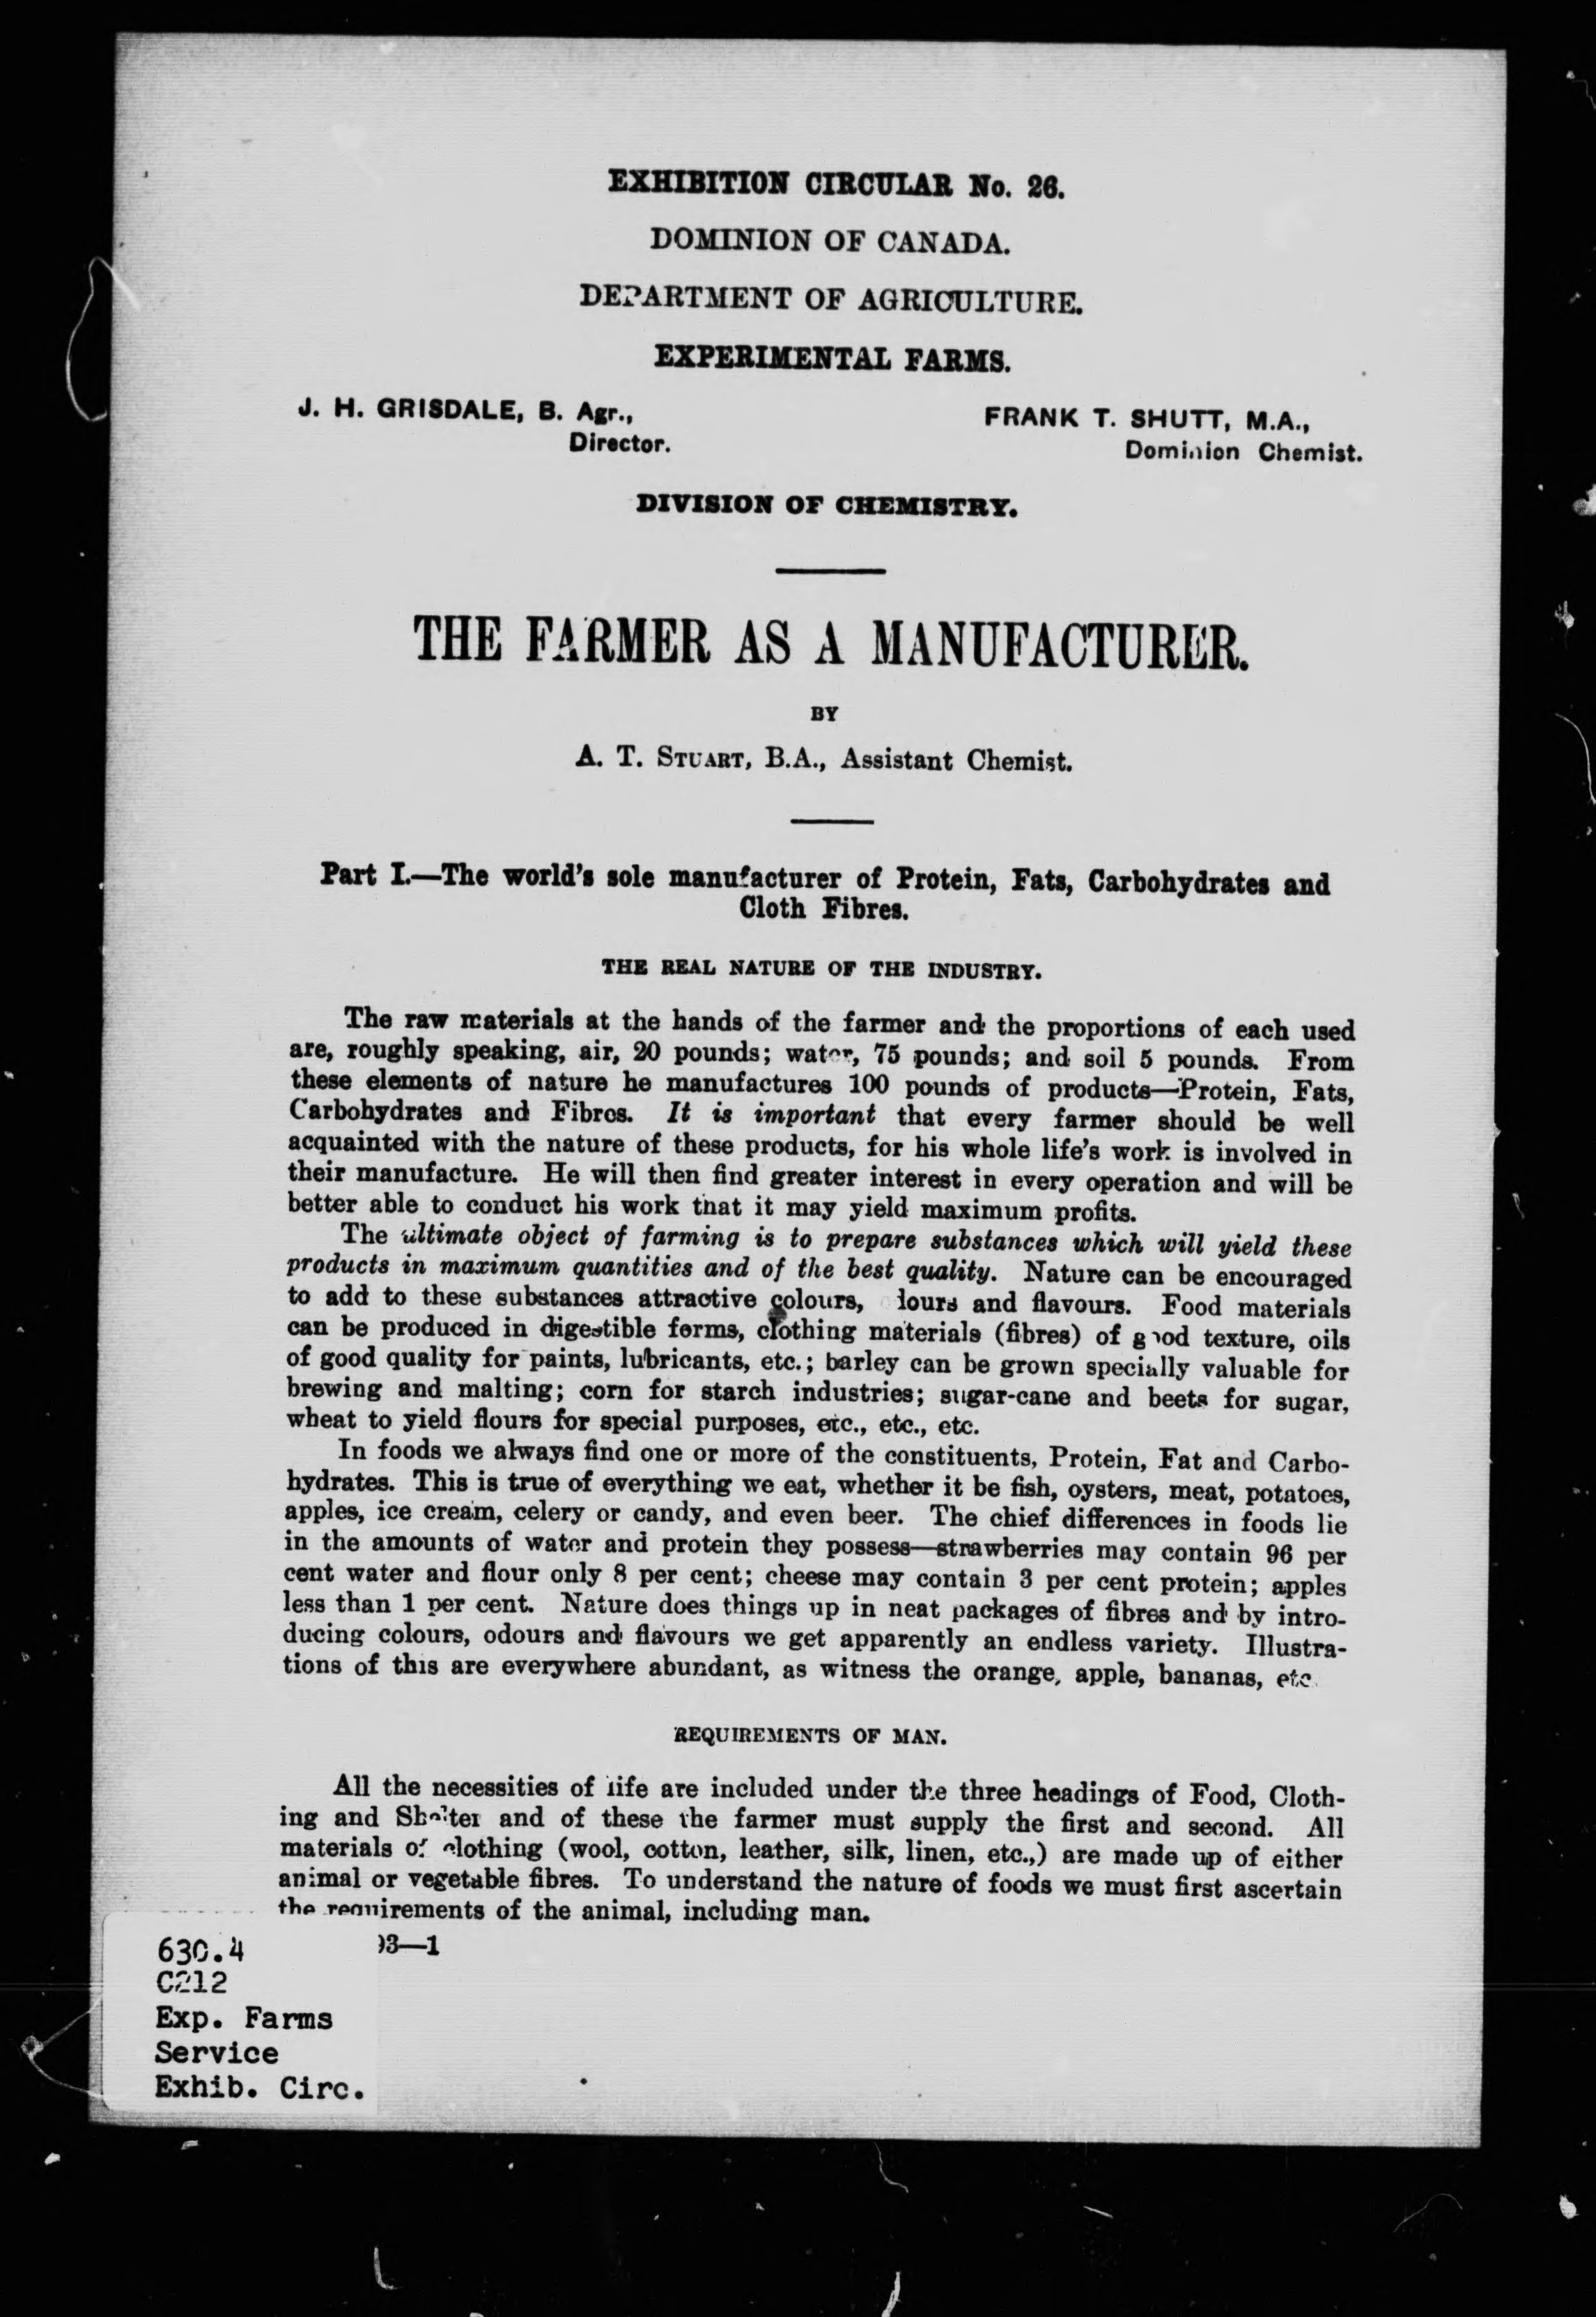 EXHIBITION CIRCULAR No. 26.
DOMINION OF CANADA.
DEPARTMENT OF AGRICULTURE.
EXPERIMENTAL FARMS.
J. H. GRISDALE, B. Agr.,
Director.
FRANK T. SHUTT, M.A.,
Dominion Chemist.
DIVISION OF CHEMISTRY.
THE FARMER AS A MANUFACTURER.
BY
A. T. STUART, B.A., Assistant Chemist.
Part I.—The world's sole manufacturer of Protein, Fats, Carbohydrates and
Cloth Fibres.
THE REAL NATURE OF THE INDUSTRY.
The raw materials at the hands of the farmer and the proportions of each used
are, roughly speaking, air, 20 pounds; water, 75 pounds; and soil 5 pounds. From
these elements of nature he manufactures 100 pounds of products—Protein, Fats,
Carbohydrates and Fibres. It is important that every farmer should be well
acquainted with the nature of these products, for his whole life's work is involved in
their manufacture. He will then find greater interest in every operation and will be
better able to conduct his work that it may yield maximum profits.
The ultimate object of farming is to prepare substances which will yield these
products in maximum quantities and of the best quality. Nature can be encouraged
to add to these substances attractive colours, lours and flavours. Food materials
can be produced in digestible forms, clothing materials (fibres) of good texture, oils
of good quality for paints, lubricants, etc.; barley can be grown specially valuable for
brewing and malting; corn for starch industries; sugar-cane and beets for sugar,
wheat to yield flours for special purposes, etc., etc., etc.
In foods we always find one or more of the constituents, Protein, Fat and Carbo-
hydrates. This is true of everything we eat, whether it be fish, oysters, meat, potatoes,
apples, ice cream, celery or candy, and even beer. The chief differences in foods lie
in the amounts of water and protein they possess—strawberries may contain 96 per
cent water and flour only 8 per cent; cheese may contain 3 per cent protein; apples
less than 1 per cent. Nature does things up in neat packages of fibres and by intro-
ducing colours, odours and flavours we get apparently an endless variety. Illustra-
tions of this are everywhere abundant, as witness the orange, apple, bananas, etc.
REQUIREMENTS OF MAN.
All the necessities of life are included under the three headings of Food, Cloth-
ing and Shelter and of these the farmer must supply the first and second. All
materials of clothing (wool, cotton, leather, silk, linen, etc.,) are made up of either
animal or vegetable fibres. To understand the nature of foods we must first ascertain
the requirements of the animal, including man.
93—1
630.4
C212
Exp. Farms
Service
Exhib. Circ.